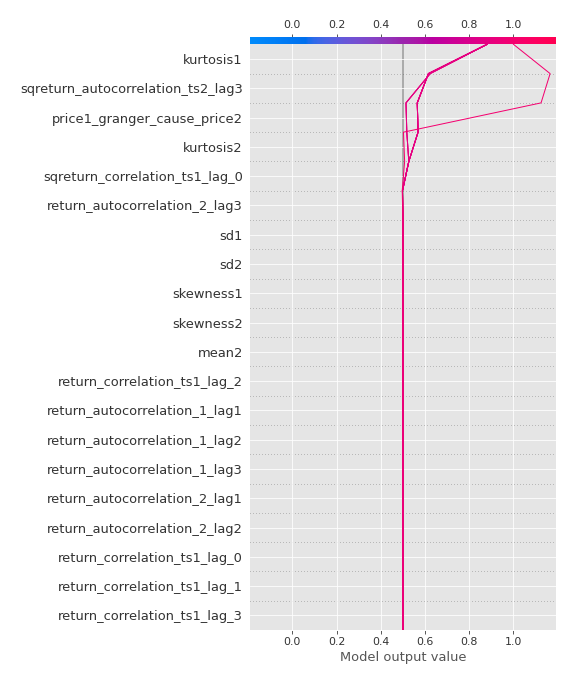 0.0 0.2 0.4 0.6 0.8 1.0
kurtosis1
sqreturn_autocorrelation_ts2_lag3
price1_granger_cause_price2
kurtosis2
sqreturn_correlation_ts1_lag_0
return_autocorrelation_2_lag3
sd1
sd2
skewness1
skewness2
mean2
return_correlation_ts1_lag_2
return_autocorrelation_1_lag1
return_autocorrelation_1_lag2
return_autocorrelation_1_lag3
return_autocorrelation_2_lag1
return_autocorrelation_2_lag2
return_correlation_ts1_lag_0
return_correlation_ts1_lag_1
return_correlation_ts1_lag_3
0.0 0.2 0.4 0.6 0.8 1.0
Model output value